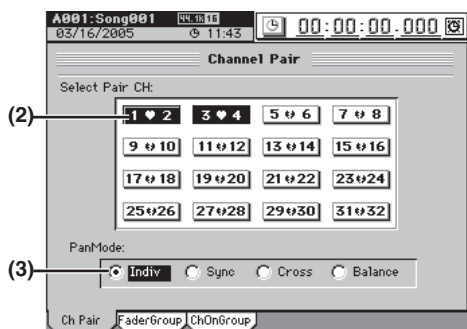 A001:Song001 44.1K 16 00:00:00.000
03/16/2005 11:43
Channel Pair
Select Pair CH:
(2) 1 ♥ 2 3 ♥ 4 5 6 7 8
9 10 11 12 13 14 15 16
17 18 19 20 21 22 23 24
25 26 27 28 29 30 31 32
PanMode:
(3) Indiv Sync Cross Balance
Ch Pair FaderGroup ChOnGroup